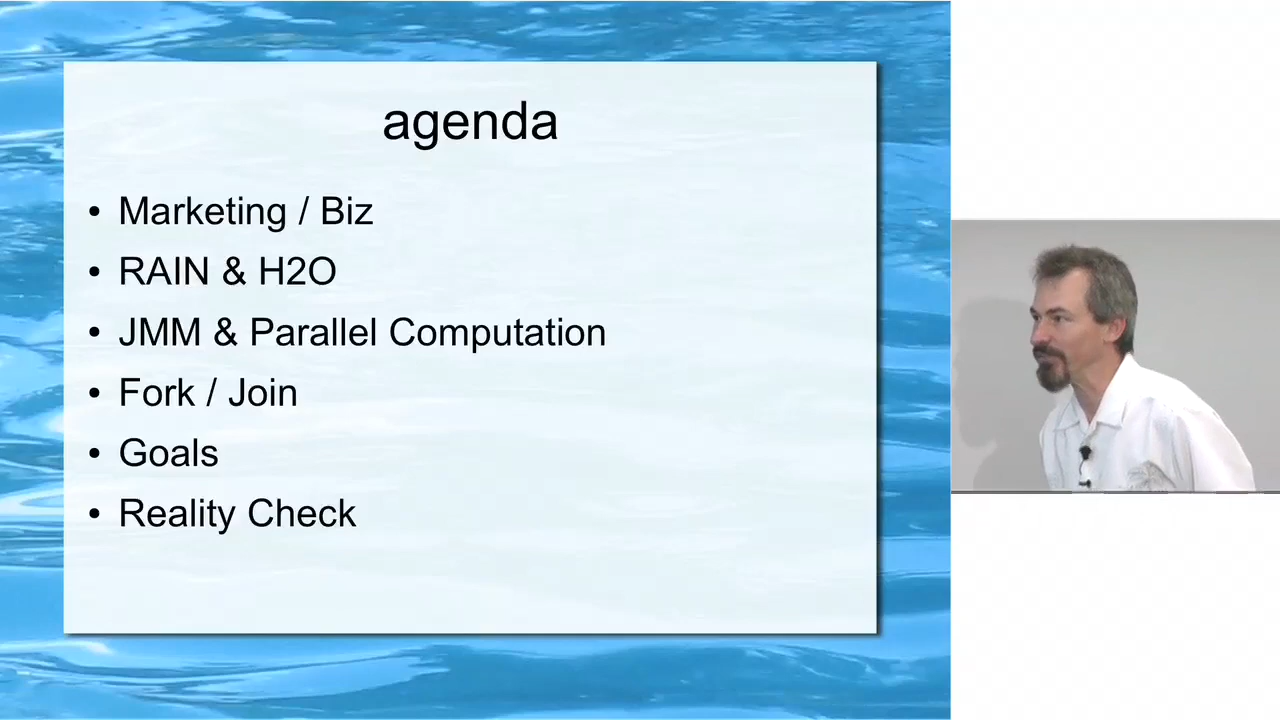 agenda
• Marketing / Biz
• RAIN & H2O
• JMM & Parallel Computation
• Fork / Join
• Goals
• Reality Check